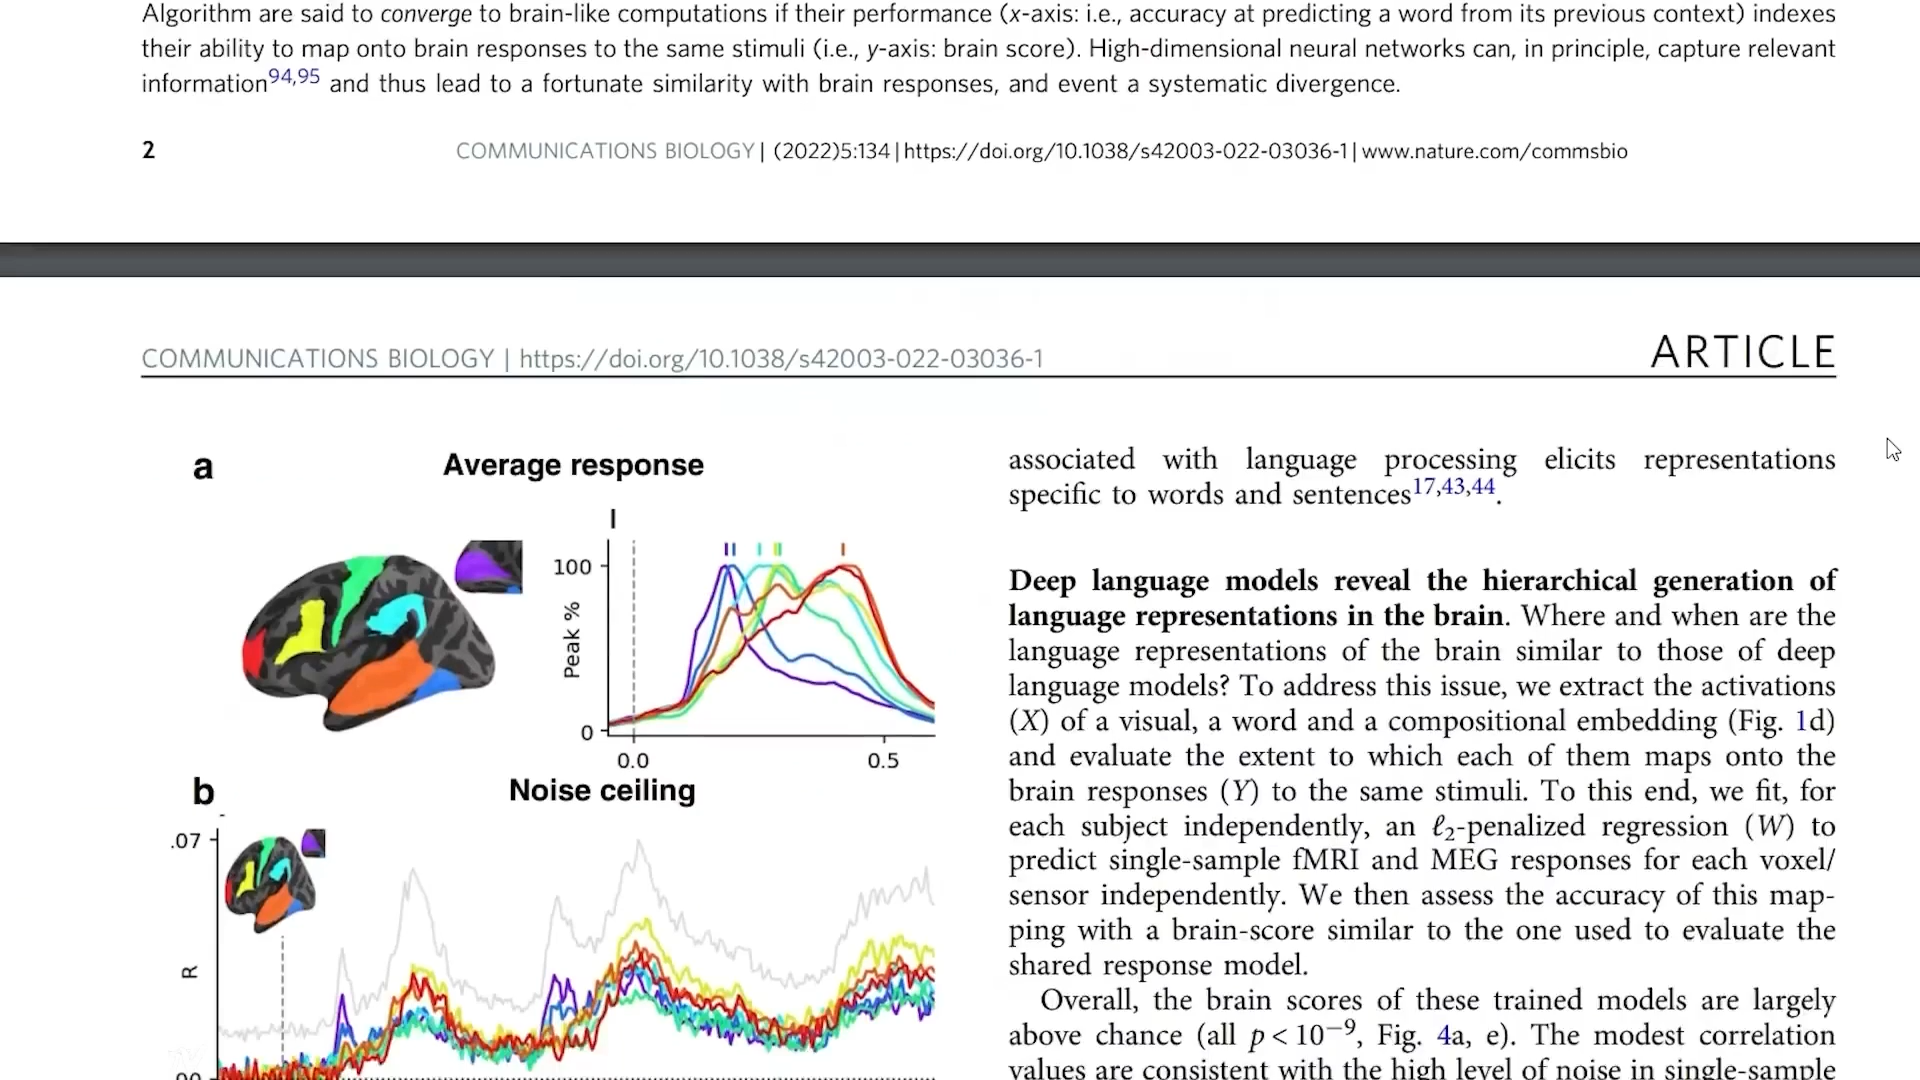 Algorithm are said to converge to brain-like computations if their performance (x-axis: i.e., accuracy at predicting a word from its previous context) indexes
their ability to map onto brain responses to the same stimuli (i.e., y-axis: brain score). High-dimensional neural networks can, in principle, capture relevant
information94,95 and thus lead to a fortunate similarity with brain responses, and event a systematic divergence.
2 COMMUNICATIONS BIOLOGY | (2022)5:134 | https://doi.org/10.1038/s42003-022-03036-1 | www.nature.com/commsbio
COMMUNICATIONS BIOLOGY | https://doi.org/10.1038/s42003-022-03036-1 ARTICLE
a Average response
100
Peak %
0
0.0 0.5
b Noise ceiling
.07
R
associated with language processing elicits representations
specific to words and sentences17,43,44.
Deep language models reveal the hierarchical generation of
language representations in the brain. Where and when are the
language representations of the brain similar to those of deep
language models? To address this issue, we extract the activations
(X) of a visual, a word and a compositional embedding (Fig. 1d)
and evaluate the extent to which each of them maps onto the
brain responses (Y) to the same stimuli. To this end, we fit, for
each subject independently, an ℓ2-penalized regression (W) to
predict single-sample fMRI and MEG responses for each voxel/
sensor independently. We then assess the accuracy of this map-
ping with a brain-score similar to the one used to evaluate the
shared response model.
Overall, the brain scores of these trained models are largely
above chance (all p < 10−9, Fig. 4a, e). The modest correlation
values are consistent with the high level of noise in single-sample